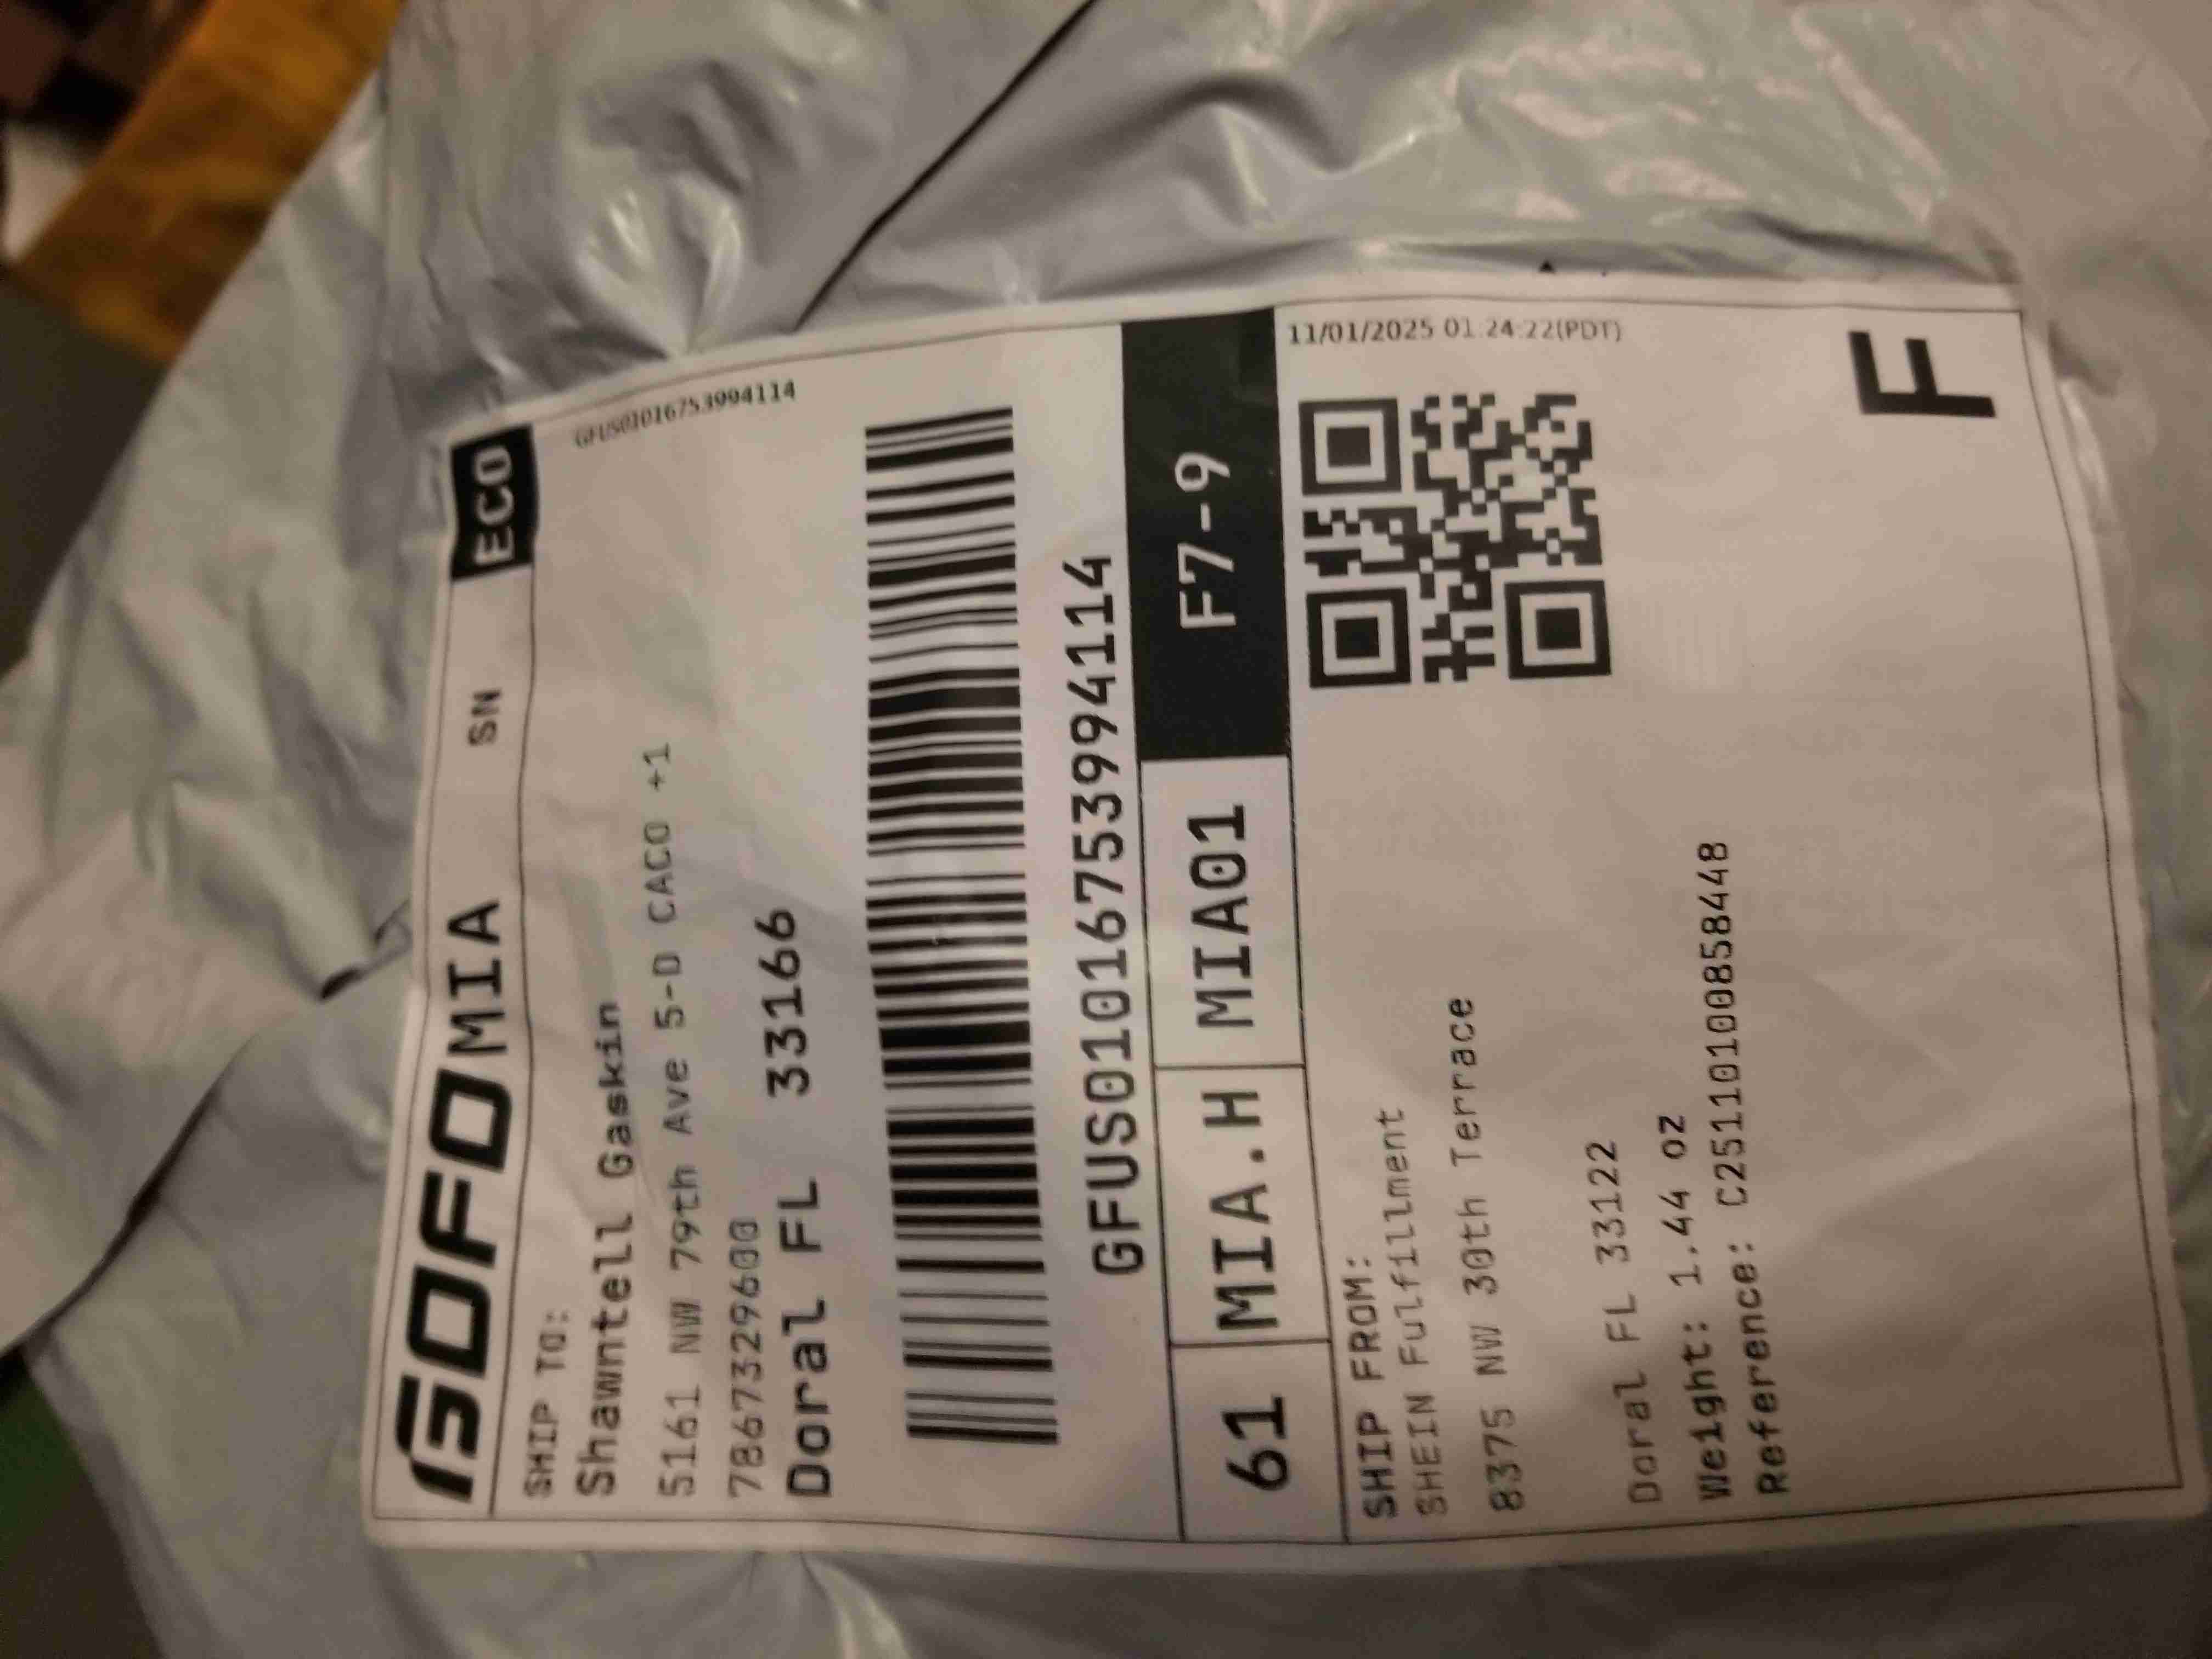 GOFO MIA SN ECO
GFUS01016753994114
SHIP TO:
Shawntell Gaskin
5161 NW 79th Ave 5-D CACO +1
7867329600
Doral FL 33166
GFUS01016753994114
61 MIA.H MIA01 F7-9
11/01/2025 01:24:22(PDT)
SHIP FROM:
SHEIN Fulfillment
8375 NW 30th Terrace
Doral FL 33122
Weight: 1.44 oz
Reference: C25110100858448
F